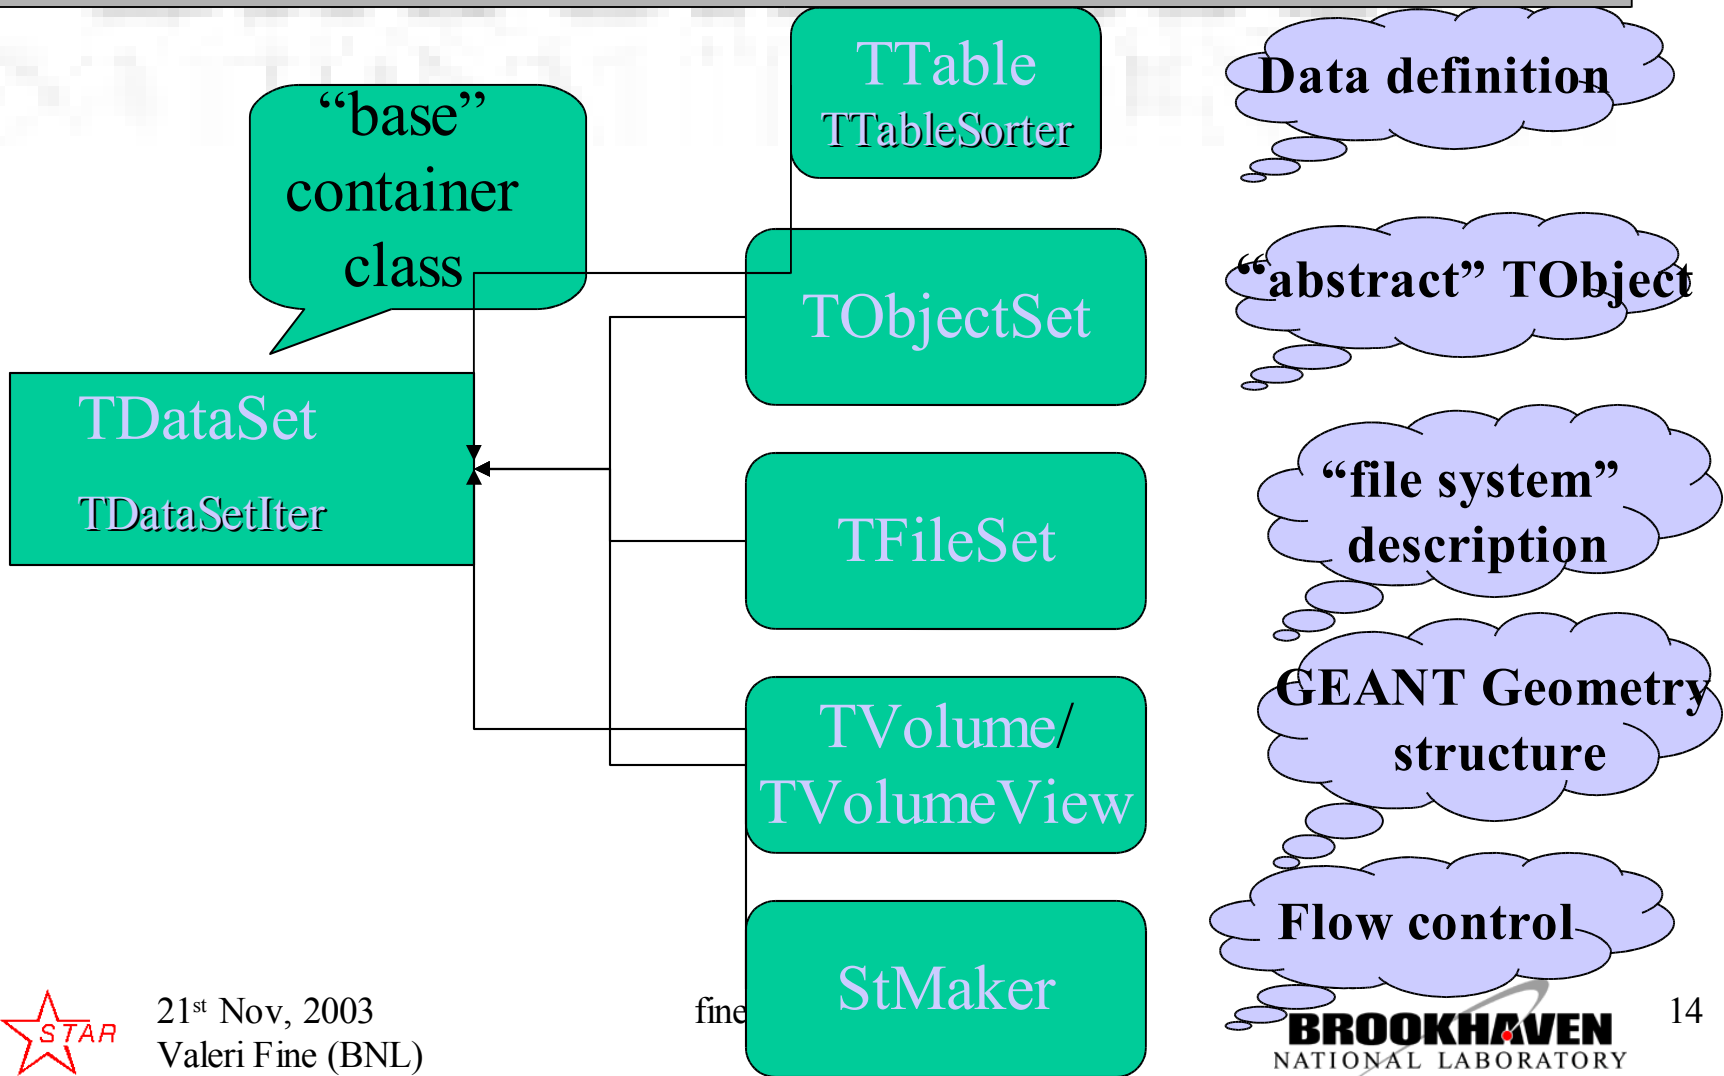 TTable
TTableSorter
Data definition
“base”
container
class
TObjectSet
“abstract” TObject
TDataSet
TDataSetIter
TFileSet
“file system”
description
TVolume/
TVolumeView
GEANT Geometry
structure
StMaker
Flow control
STAR
21st Nov, 2003
Valeri Fine (BNL)
fine
BROOKHAVEN
NATIONAL LABORATORY
14